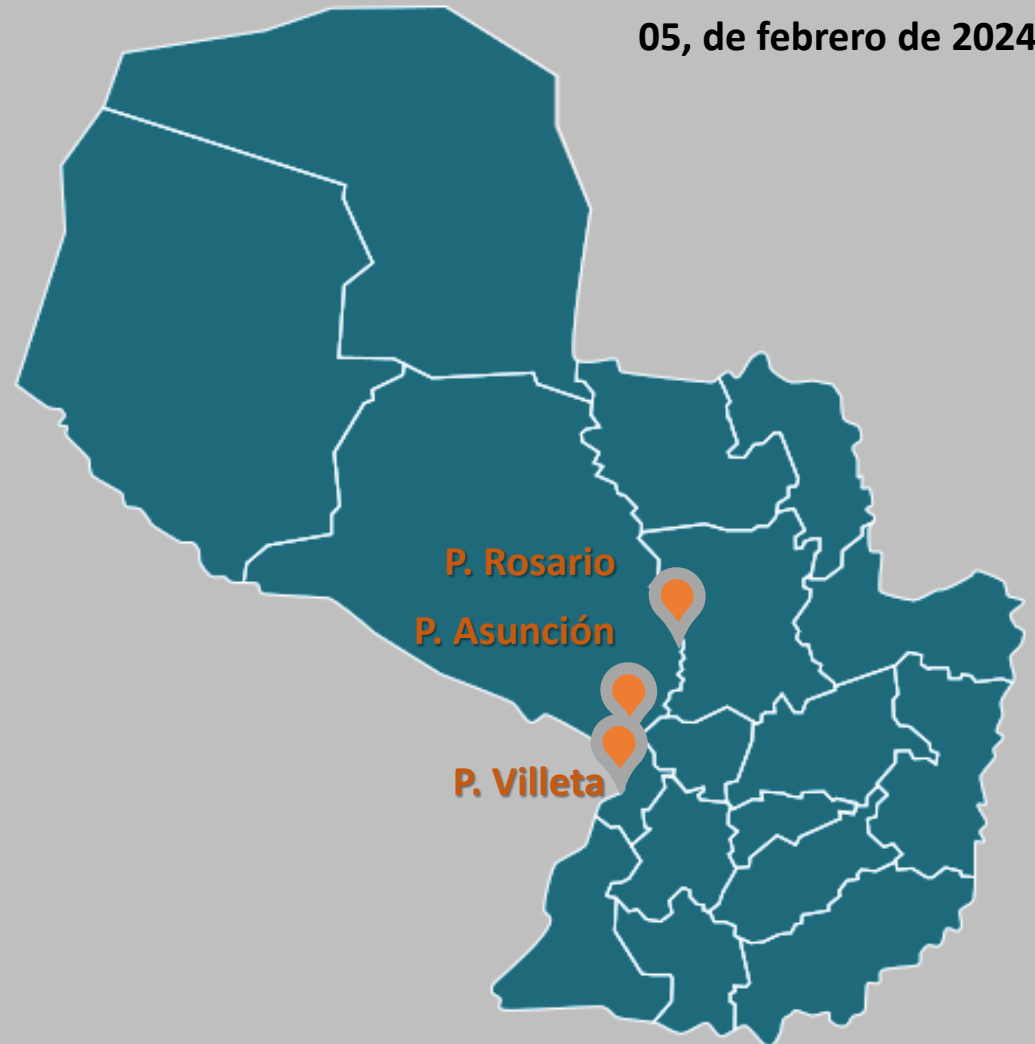 05, de febrero de 2024
P. Rosario
P. Asunción
P. Villeta